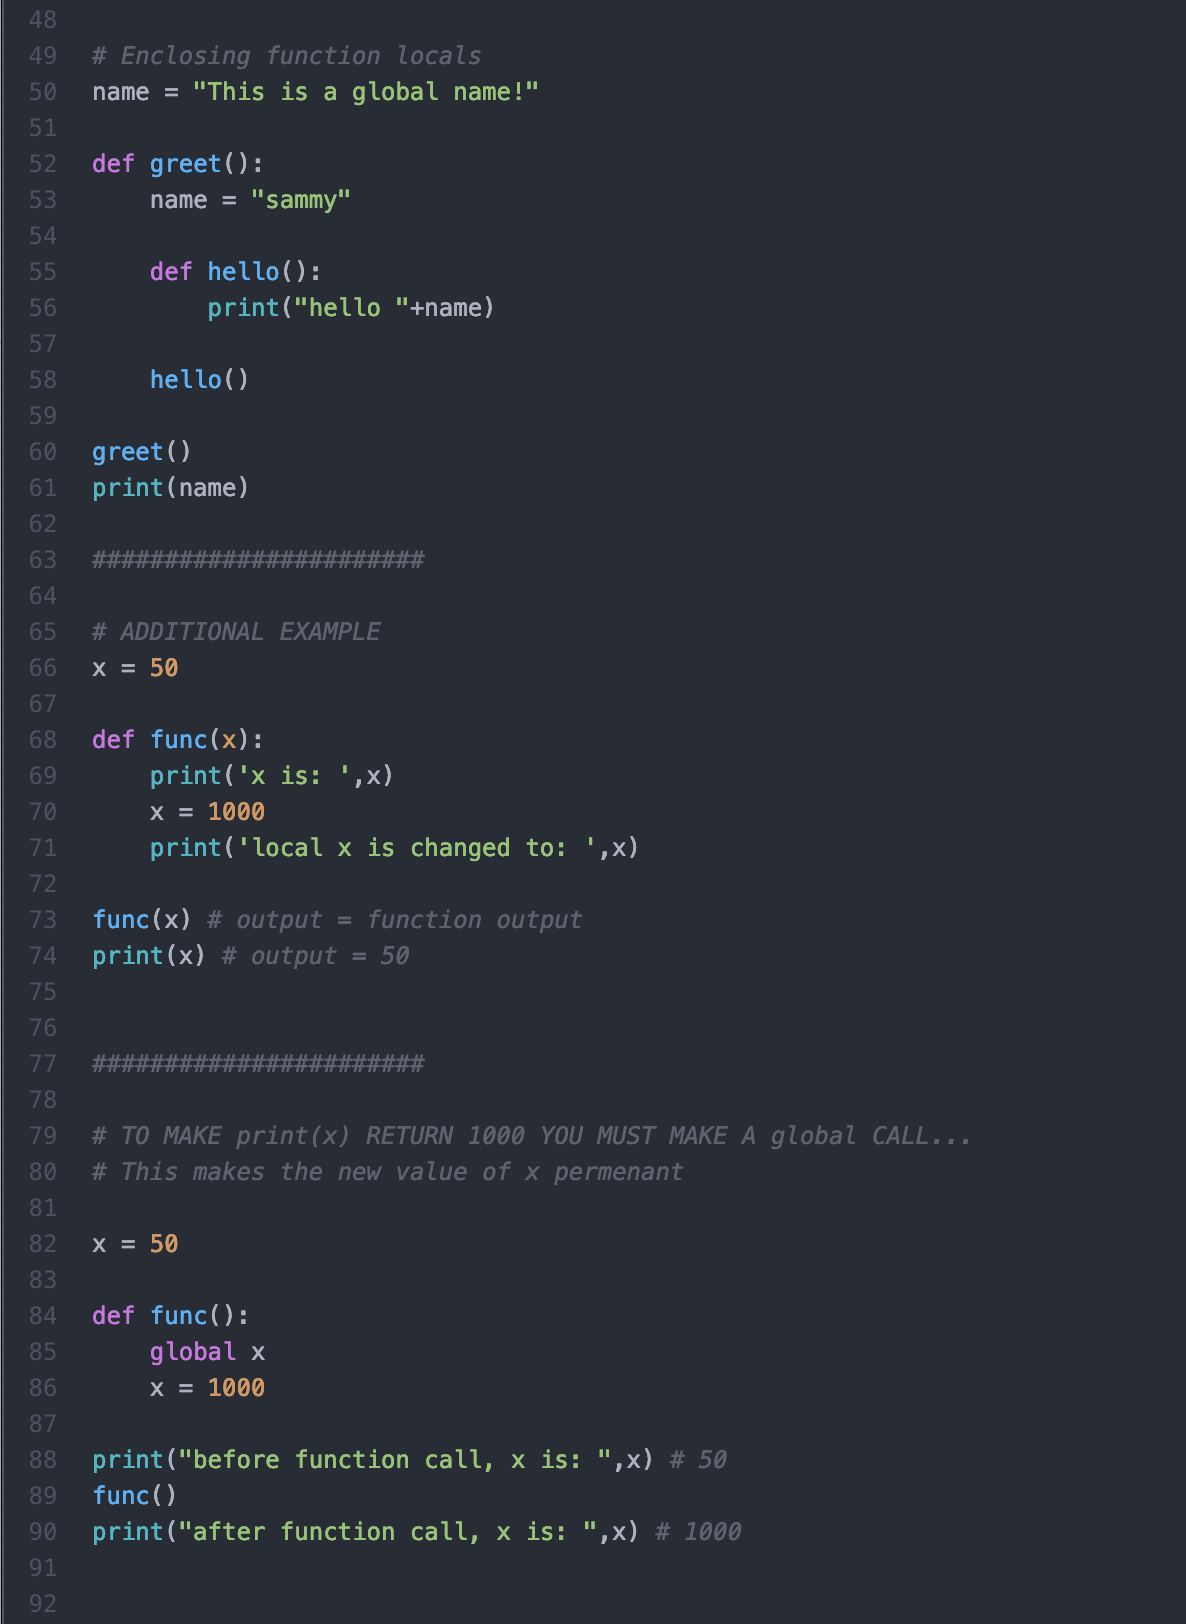 48
49 # Enclosing function locals
50 name = "This is a global name!"
51
52 def greet():
53     name = "sammy"
54
55     def hello():
56         print("hello "+name)
57
58     hello()
59
60 greet()
61 print(name)
62
63 #######################
64
65 # ADDITIONAL EXAMPLE
66 x = 50
67
68 def func(x):
69     print('x is: ',x)
70     x = 1000
71     print('local x is changed to: ',x)
72
73 func(x) # output = function output
74 print(x) # output = 50
75
76
77 #######################
78
79 # TO MAKE print(x) RETURN 1000 YOU MUST MAKE A global CALL...
80 # This makes the new value of x permenant
81
82 x = 50
83
84 def func():
85     global x
86     x = 1000
87
88 print("before function call, x is: ",x) # 50
89 func()
90 print("after function call, x is: ",x) # 1000
91
92